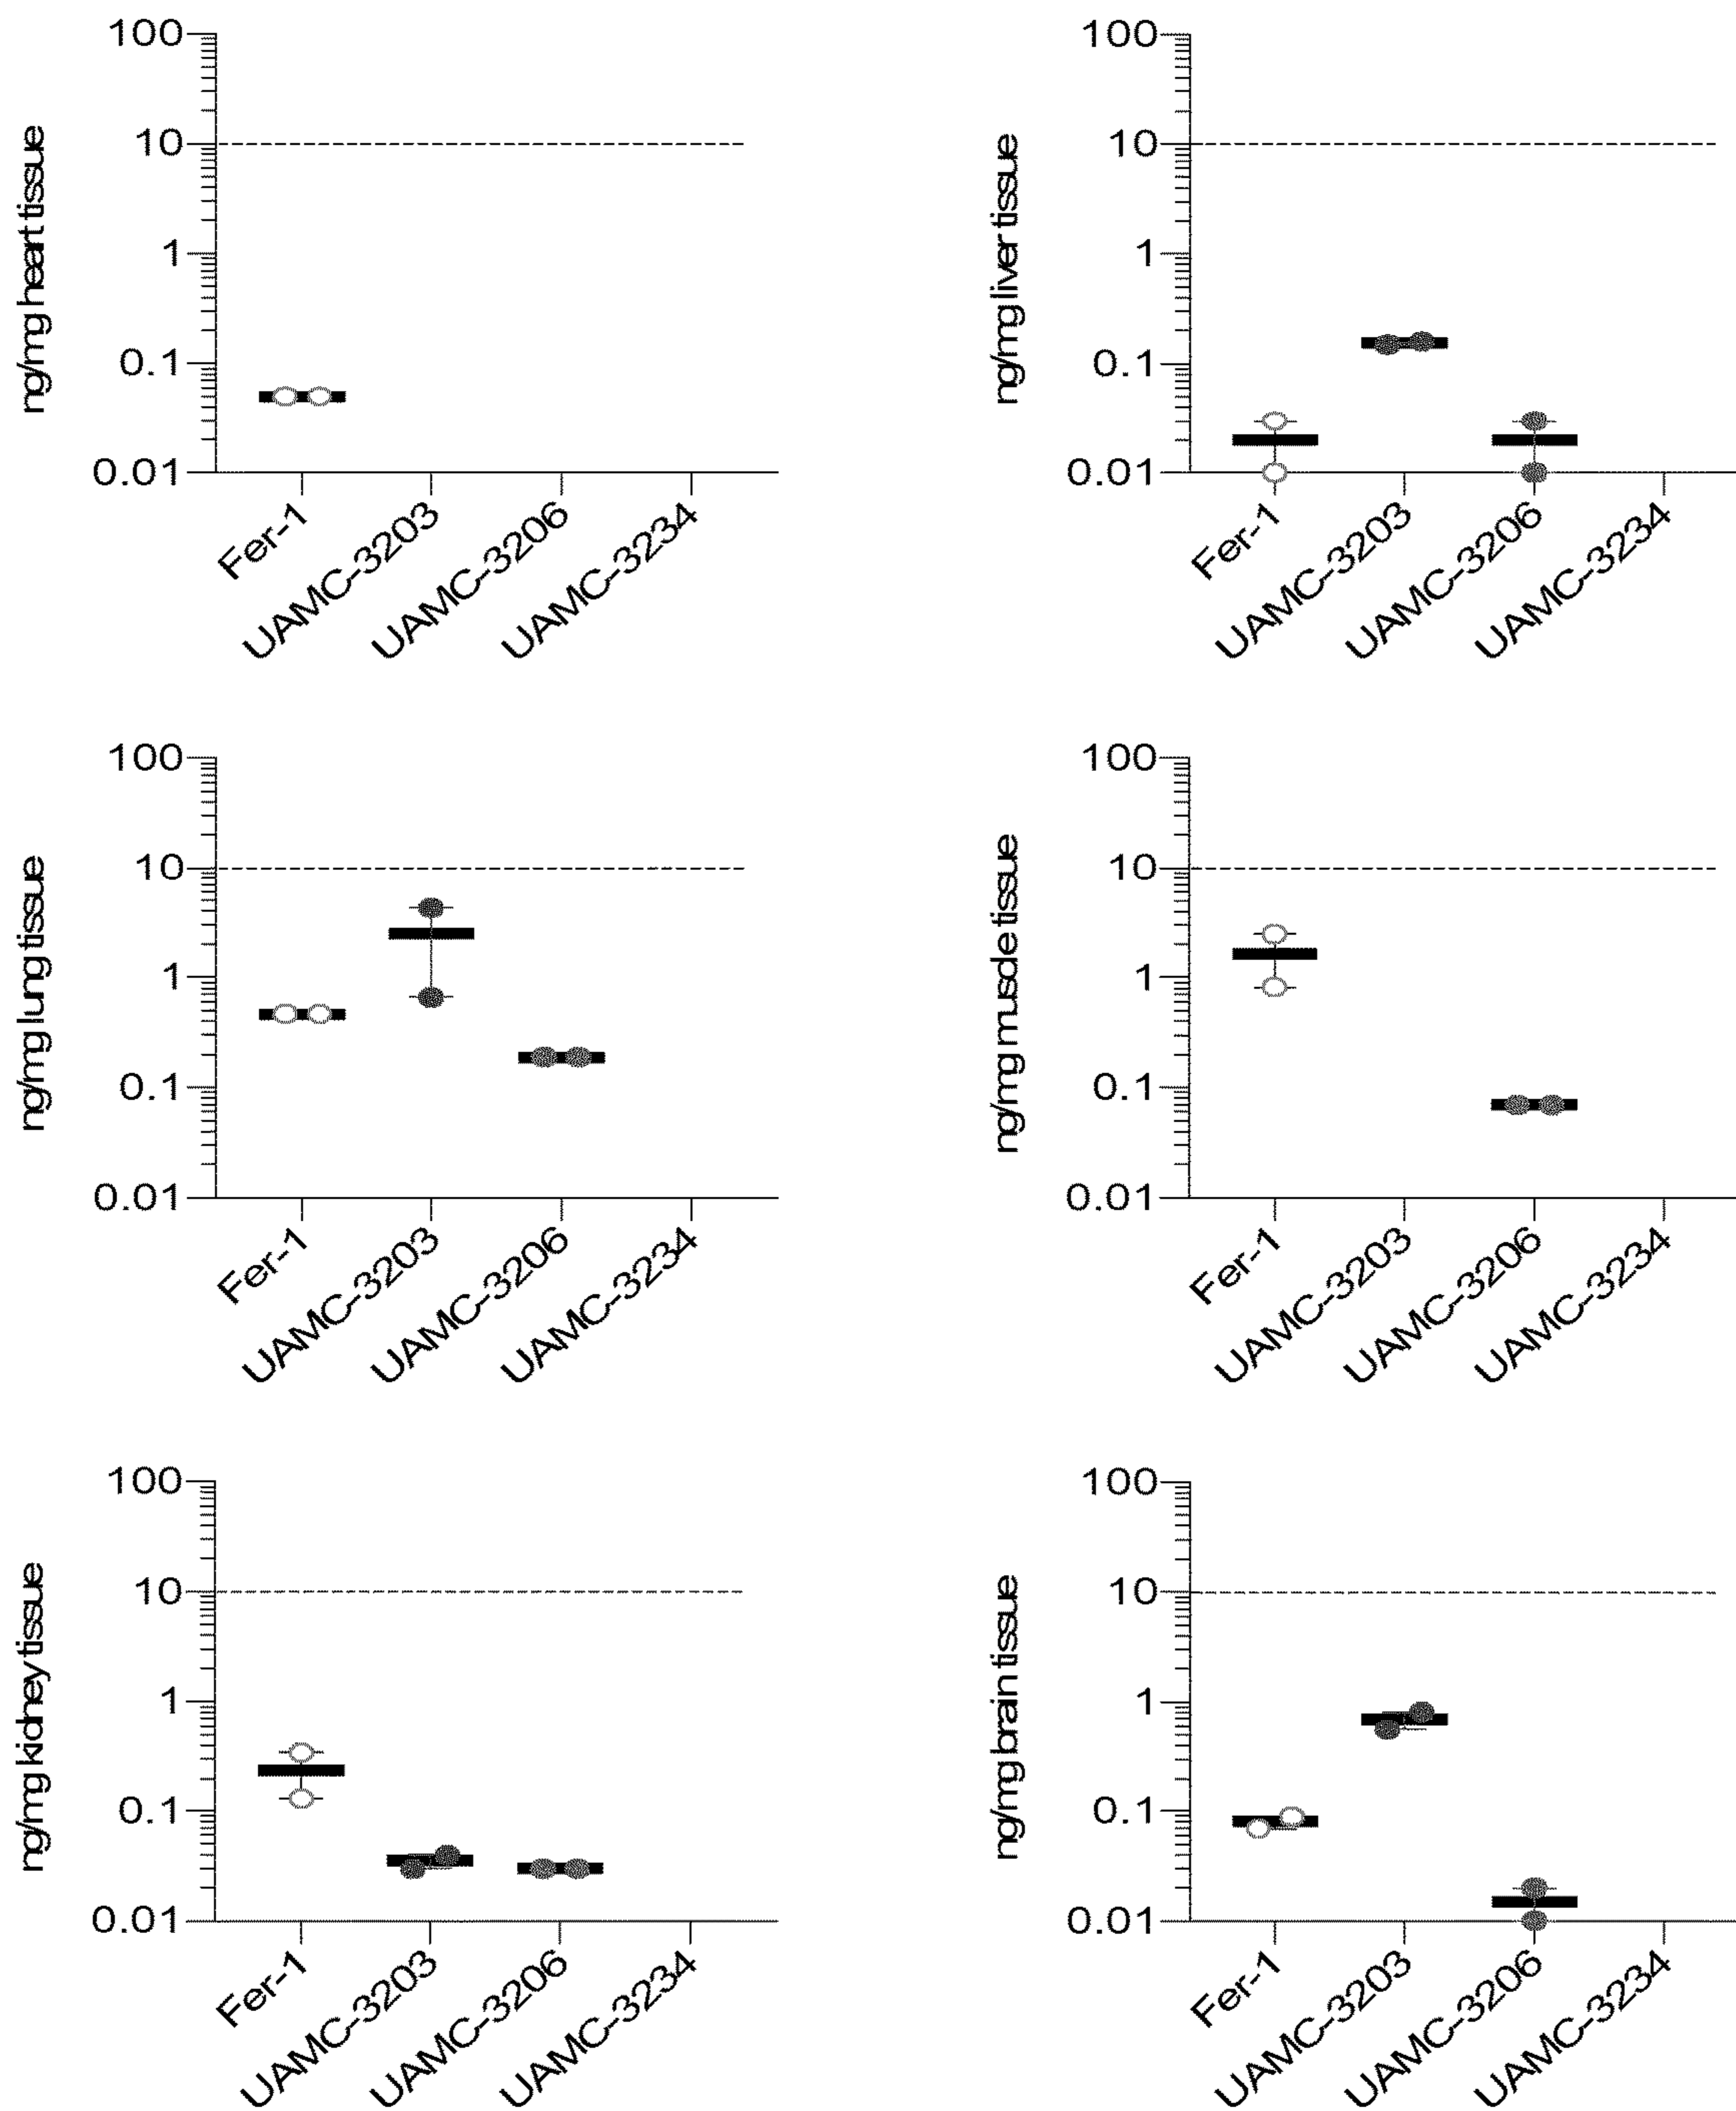 100
10
1
0.1
0.01
ng/mg heart tissue
Fer-1
UAMC-3203
UAMC-3206
UAMC-3234
100
10
1
0.1
0.01
ng/mg liver tissue
Fer-1
UAMC-3203
UAMC-3206
UAMC-3234
100
10
1
0.1
0.01
ng/mg lung tissue
Fer-1
UAMC-3203
UAMC-3206
UAMC-3234
100
10
1
0.1
0.01
ng/mg muscle tissue
Fer-1
UAMC-3203
UAMC-3206
UAMC-3234
100
10
1
0.1
0.01
ng/mg kidney tissue
Fer-1
UAMC-3203
UAMC-3206
UAMC-3234
100
10
1
0.1
0.01
ng/mg brain tissue
Fer-1
UAMC-3203
UAMC-3206
UAMC-3234